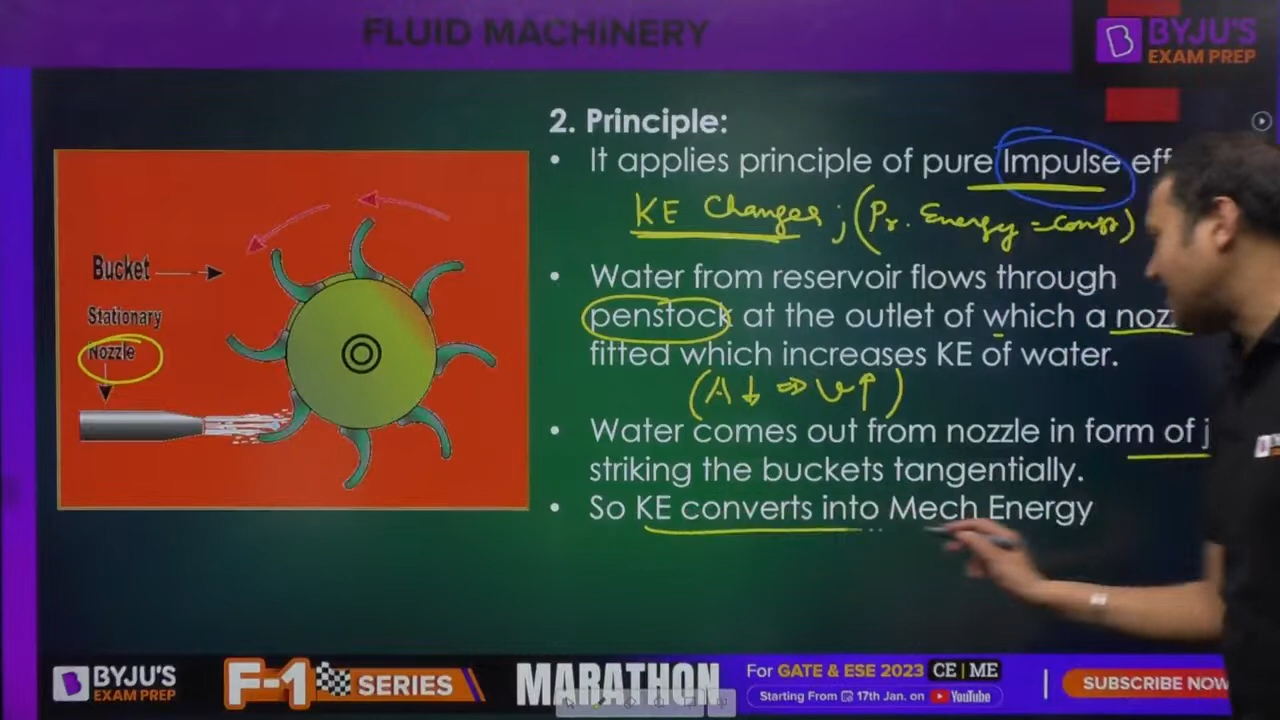 FLUID MACHINERY
BYJU'S
EXAM PREP
2. Principle:
• It applies principle of pure Impulse eff
KE Changes ; (Pr. Energy = Const)
• Water from reservoir flows through
penstock at the outlet of which a nozz
fitted which increases KE of water.
(A↓ ⇒ v↑)
• Water comes out from nozzle in form of j
striking the buckets tangentially.
• So KE converts into Mech Energy
Bucket
Stationary
Nozzle
BYJU'S
EXAM PREP
F-1 SERIES
MARATHON
For GATE & ESE 2023 CE | ME
Starting From 17th Jan. on YouTube
SUBSCRIBE NOW